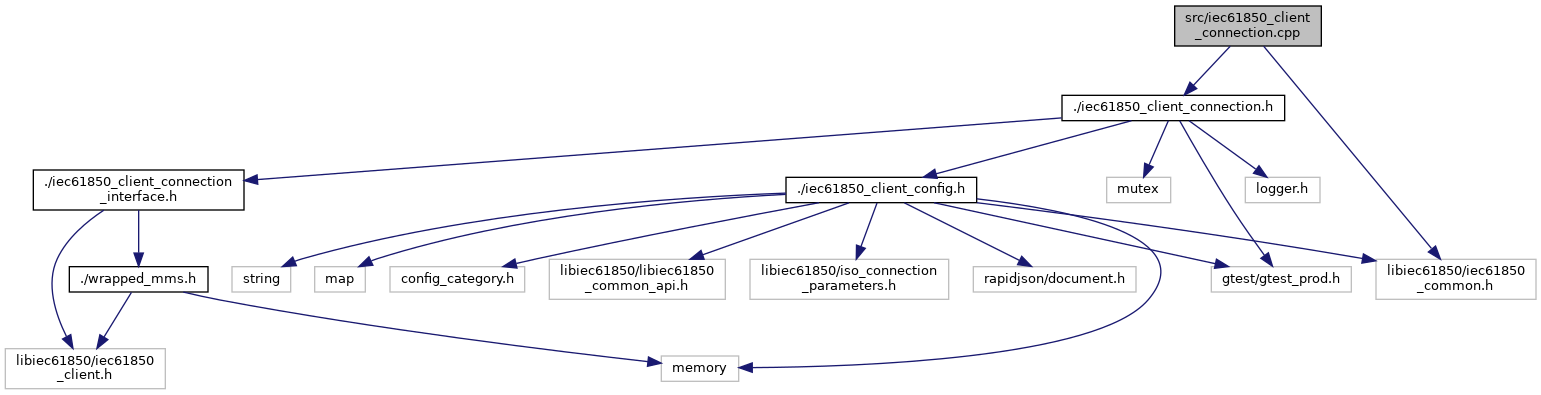 src/iec61850_client
_connection.cpp
./iec61850_client_connection.h
./iec61850_client_connection
_interface.h
./iec61850_client_config.h
mutex
logger.h
./wrapped_mms.h
string
map
config_category.h
libiec61850/libiec61850
_common_api.h
libiec61850/iso_connection
_parameters.h
rapidjson/document.h
gtest/gtest_prod.h
libiec61850/iec61850
_common.h
libiec61850/iec61850
_client.h
memory